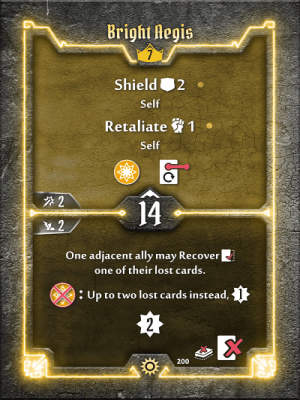 Bright Aegis
7
Shield 2
Self
Retaliate 1
Self
2
14
2
One adjacent ally may Recover
one of their lost cards.
: Up to two lost cards instead, 1
2
200